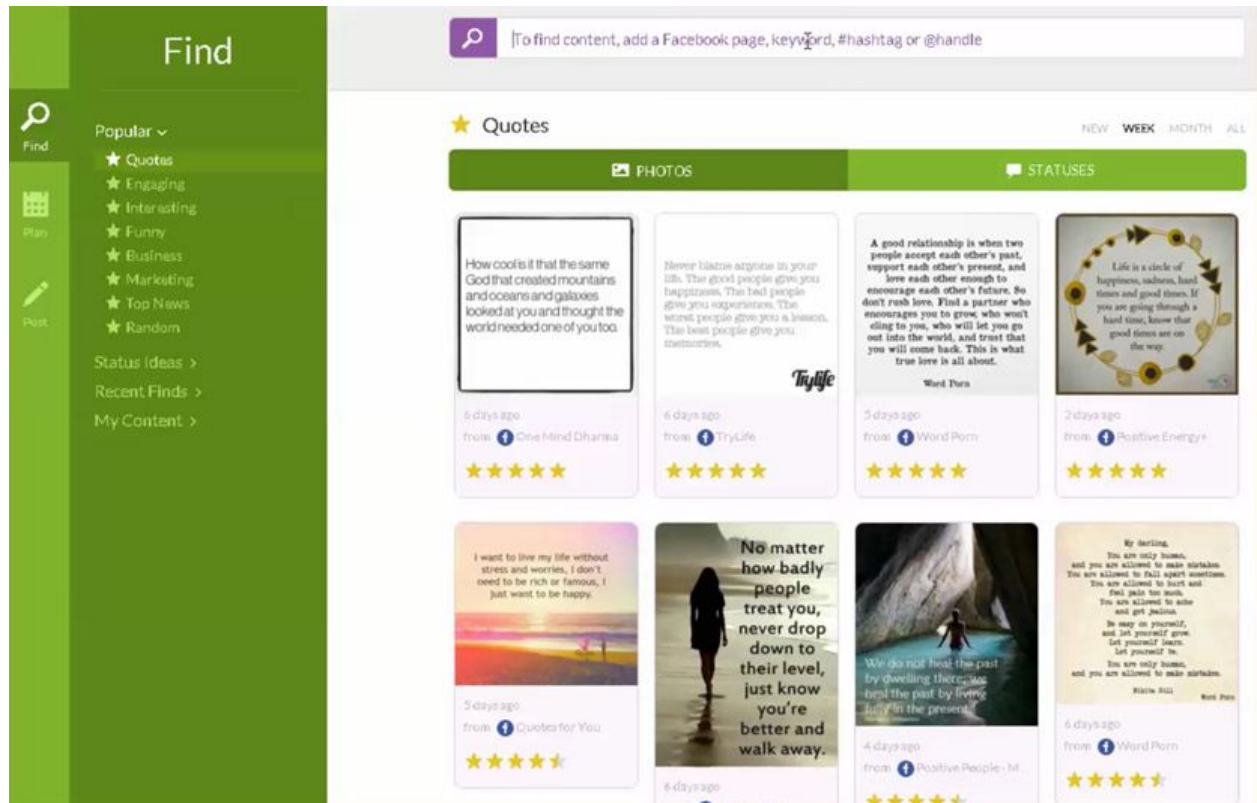 Find
Find
Plan
Post
Popular
Quotes
Engaging
Interesting
Funny
Business
Marketing
Top News
Random
Status Ideas >
Recent Finds >
My Content >
To find content, add a Facebook page, keyword, #hashtag or @handle
Quotes
NEW WEEK MONTH ALL
PHOTOS
STATUSES
How cool is it that the same
God that created mountains
and oceans and galaxies
looked at you and thought the
world needed one of you too.
6 days ago
from One Mind Dharma
Never blame anyone in your
life. The good people give you
happiness. The bad people
give you experience. The
worst people give you a lesson.
The best people give you
memories.
Trylife
6 days ago
from TryLife
A good relationship is when two
people accept each other's past,
support each other's present, and
love each other enough to
encourage each other's future. So
don't rush love. Find a partner who
encourages you to grow, who won't
cling to you, who will let you go
out into the world, and trust that
you will come back. This is what
true love is all about.
Word Porn
5 days ago
from Word Porn
Life is a circle of
happiness, sadness, hard
times and good times. If
you are going through a
hard time, know that
good times are on
the way.
2 days ago
from Positive Energy+
I want to live my life without
stress and worries, I don't
need to be rich or famous, I
just want to be happy.
5 days ago
from Quotes for You
No matter
how badly
people
treat you,
never drop
down to
their level,
just know
you're
better and
walk away.
6 days ago
We do not heal the past
by dwelling there; we
heal the past by living
fully in the present.
4 days ago
from Positive People - M...
My darling,
You are only human,
and you are allowed to make mistakes.
You are allowed to fall apart sometimes.
You are allowed to hurt and
feel pain too much.
You are allowed to ache
and get jealous.
Be easy on yourself,
and let yourself grow.
Let yourself learn.
Let yourself be.
You are only human,
and you are allowed to make mistakes.
Word Porn
6 days ago
from Word Porn